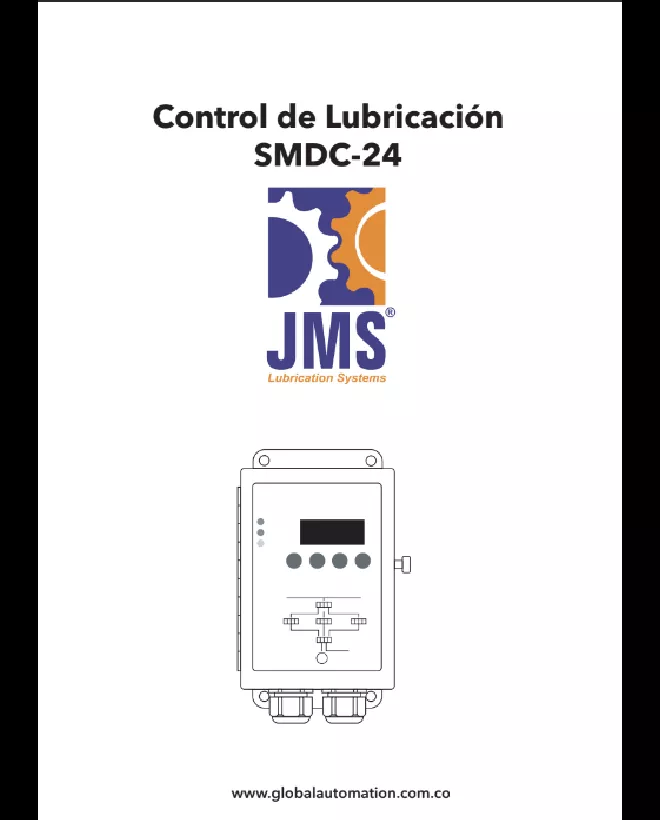 Control de Lubricación
SMDC-24
JMS®
Lubrication Systems
www.globalautomation.com.co